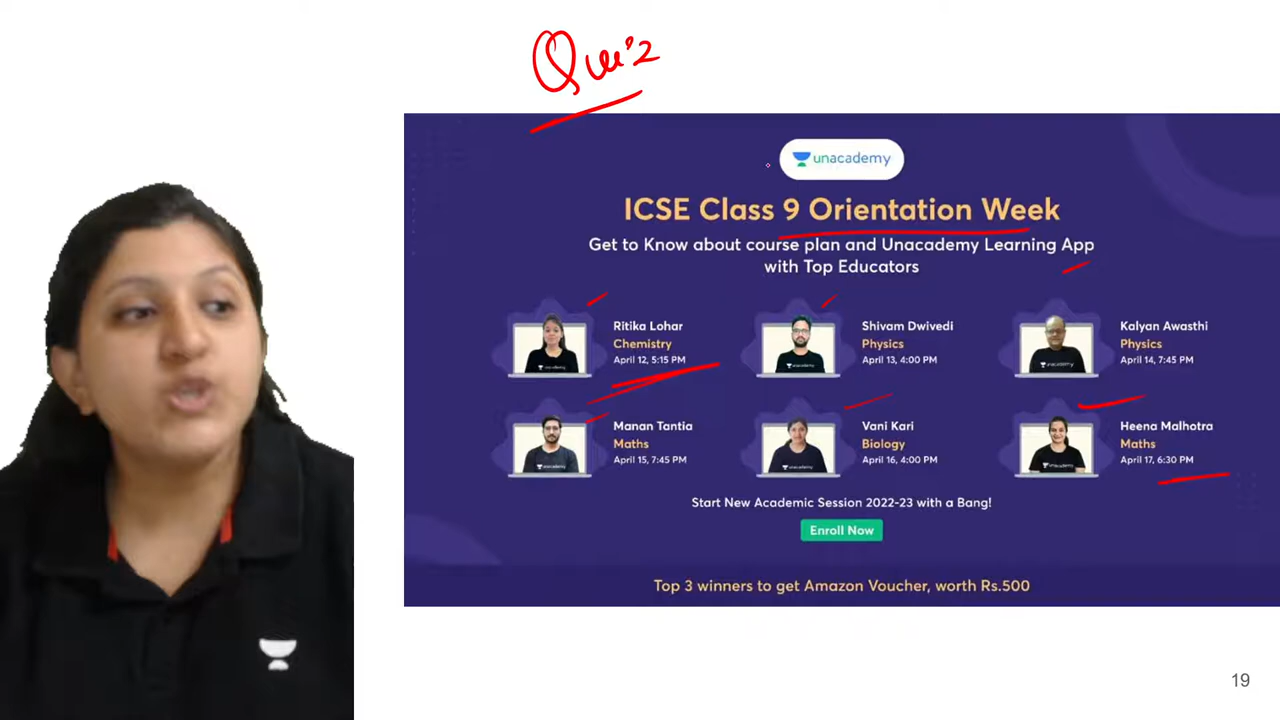 Quiz
unacademy
ICSE Class 9 Orientation Week
Get to Know about course plan and Unacademy Learning App
with Top Educators
Ritika Lohar
Chemistry
April 12, 5:15 PM
Shivam Dwivedi
Physics
April 13, 4:00 PM
Kalyan Awasthi
Physics
April 14, 7:45 PM
Manan Tantia
Maths
April 15, 7:45 PM
Vani Kari
Biology
April 16, 4:00 PM
Heena Malhotra
Maths
April 17, 6:30 PM
Start New Academic Session 2022-23 with a Bang!
Enroll Now
Top 3 winners to get Amazon Voucher, worth Rs.500
19